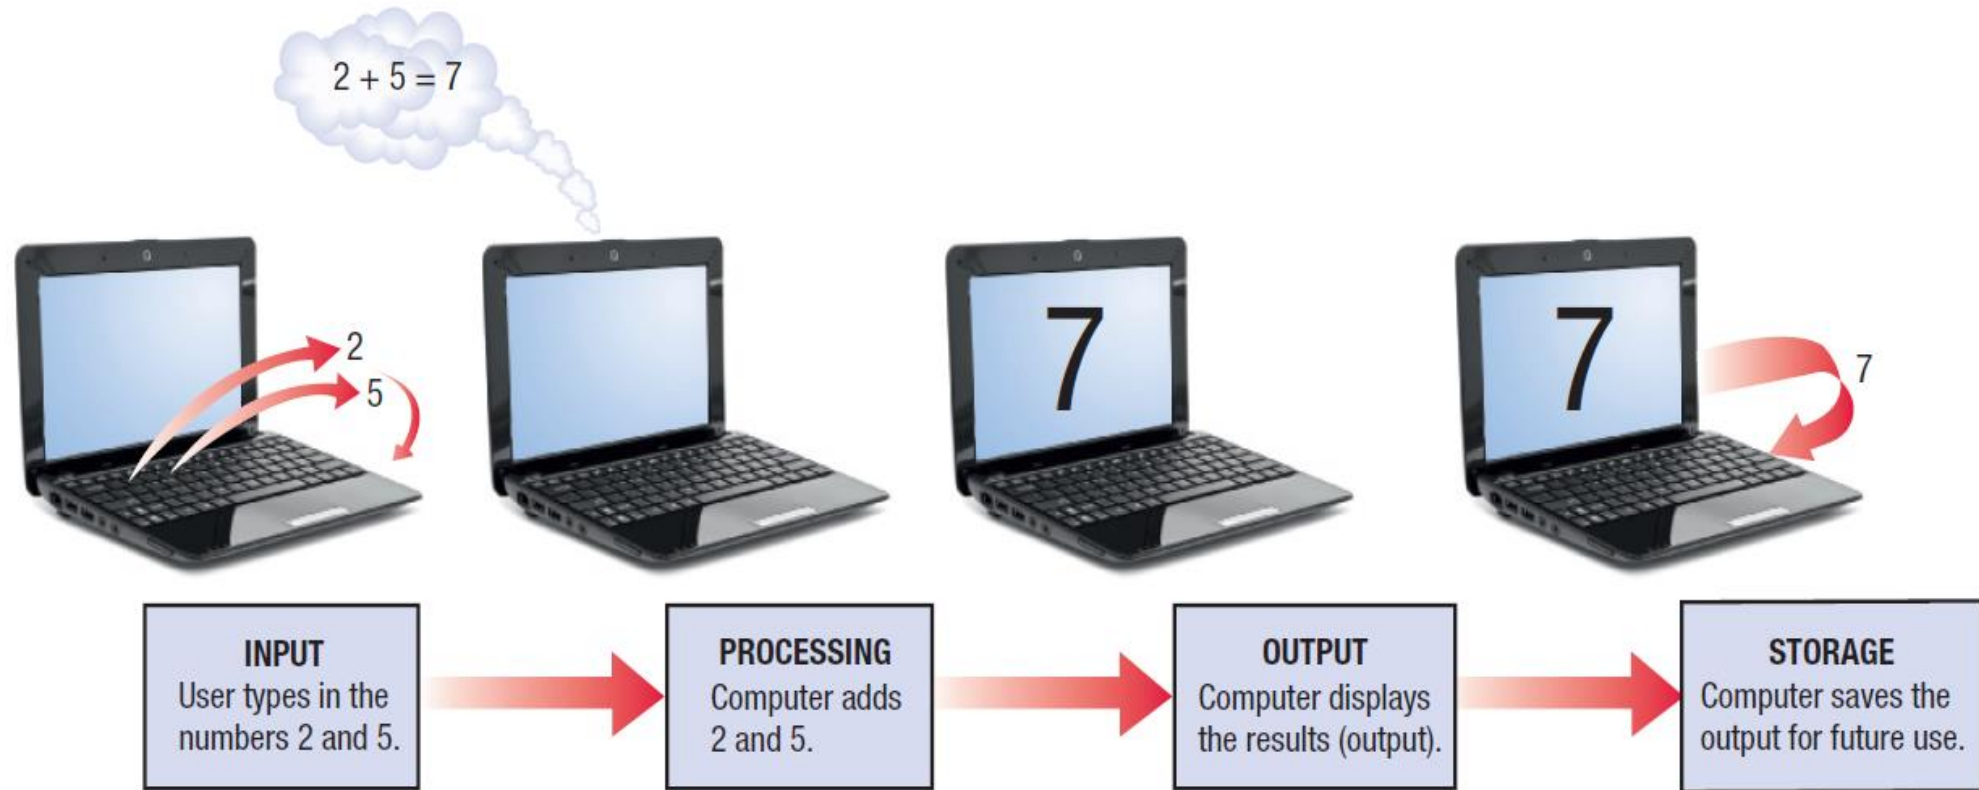 2 + 5 = 7
2
5
7
7
7
INPUT
User types in the
numbers 2 and 5.
PROCESSING
Computer adds
2 and 5.
OUTPUT
Computer displays
the results (output).
STORAGE
Computer saves the
output for future use.